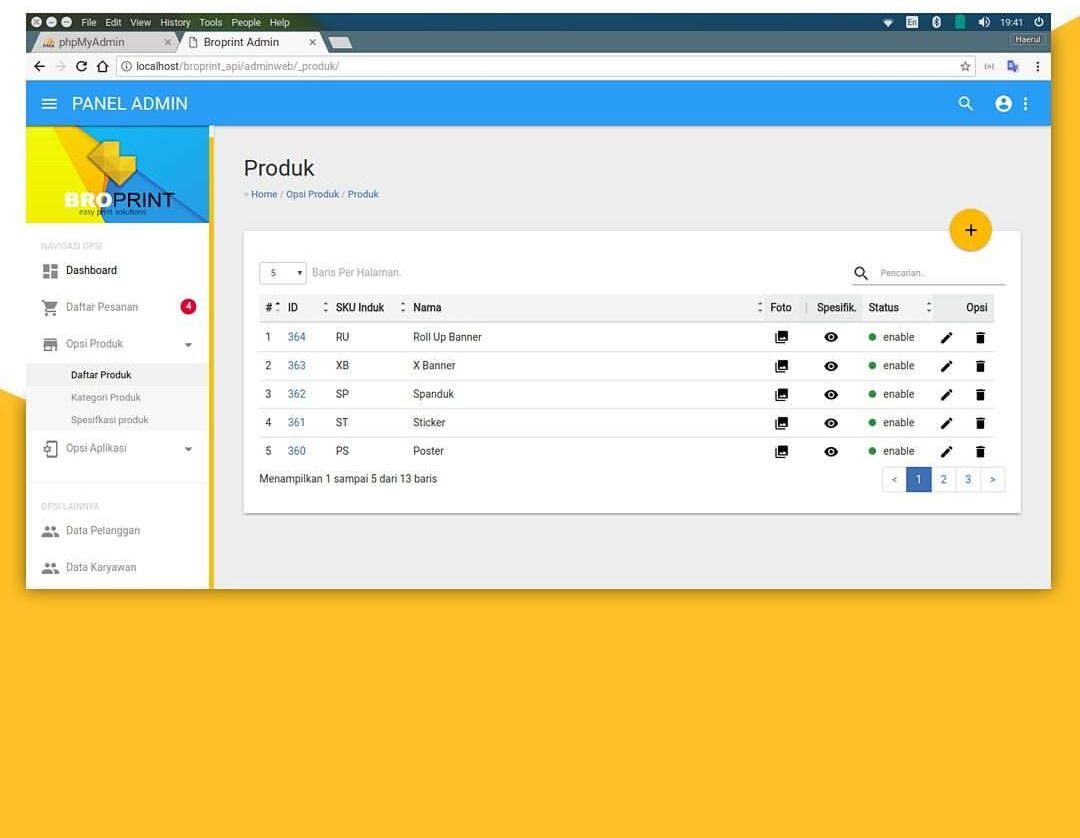 File Edit View History Tools People Help
En 19:41
phpMyAdmin × Broprint Admin ×
Haerul
localhost/broprint_api/adminweb/_produk/
PANEL ADMIN
BROPRINT
easy print solutions
NAVIGASI OPSI
Dashboard
Daftar Pesanan 4
Opsi Produk
Daftar Produk
Kategori Produk
Spesifkasi produk
Opsi Aplikasi
OPSI LAINNYA
Data Pelanggan
Data Karyawan
Produk
» Home / Opsi Produk / Produk
+
5 Baris Per Halaman.
Pencarian..
# ID SKU Induk Nama Foto Spesifik. Status Opsi
1 364 RU Roll Up Banner enable
2 363 XB X Banner enable
3 362 SP Spanduk enable
4 361 ST Sticker enable
5 360 PS Poster enable
Menampilkan 1 sampai 5 dari 13 baris
< 1 2 3 >